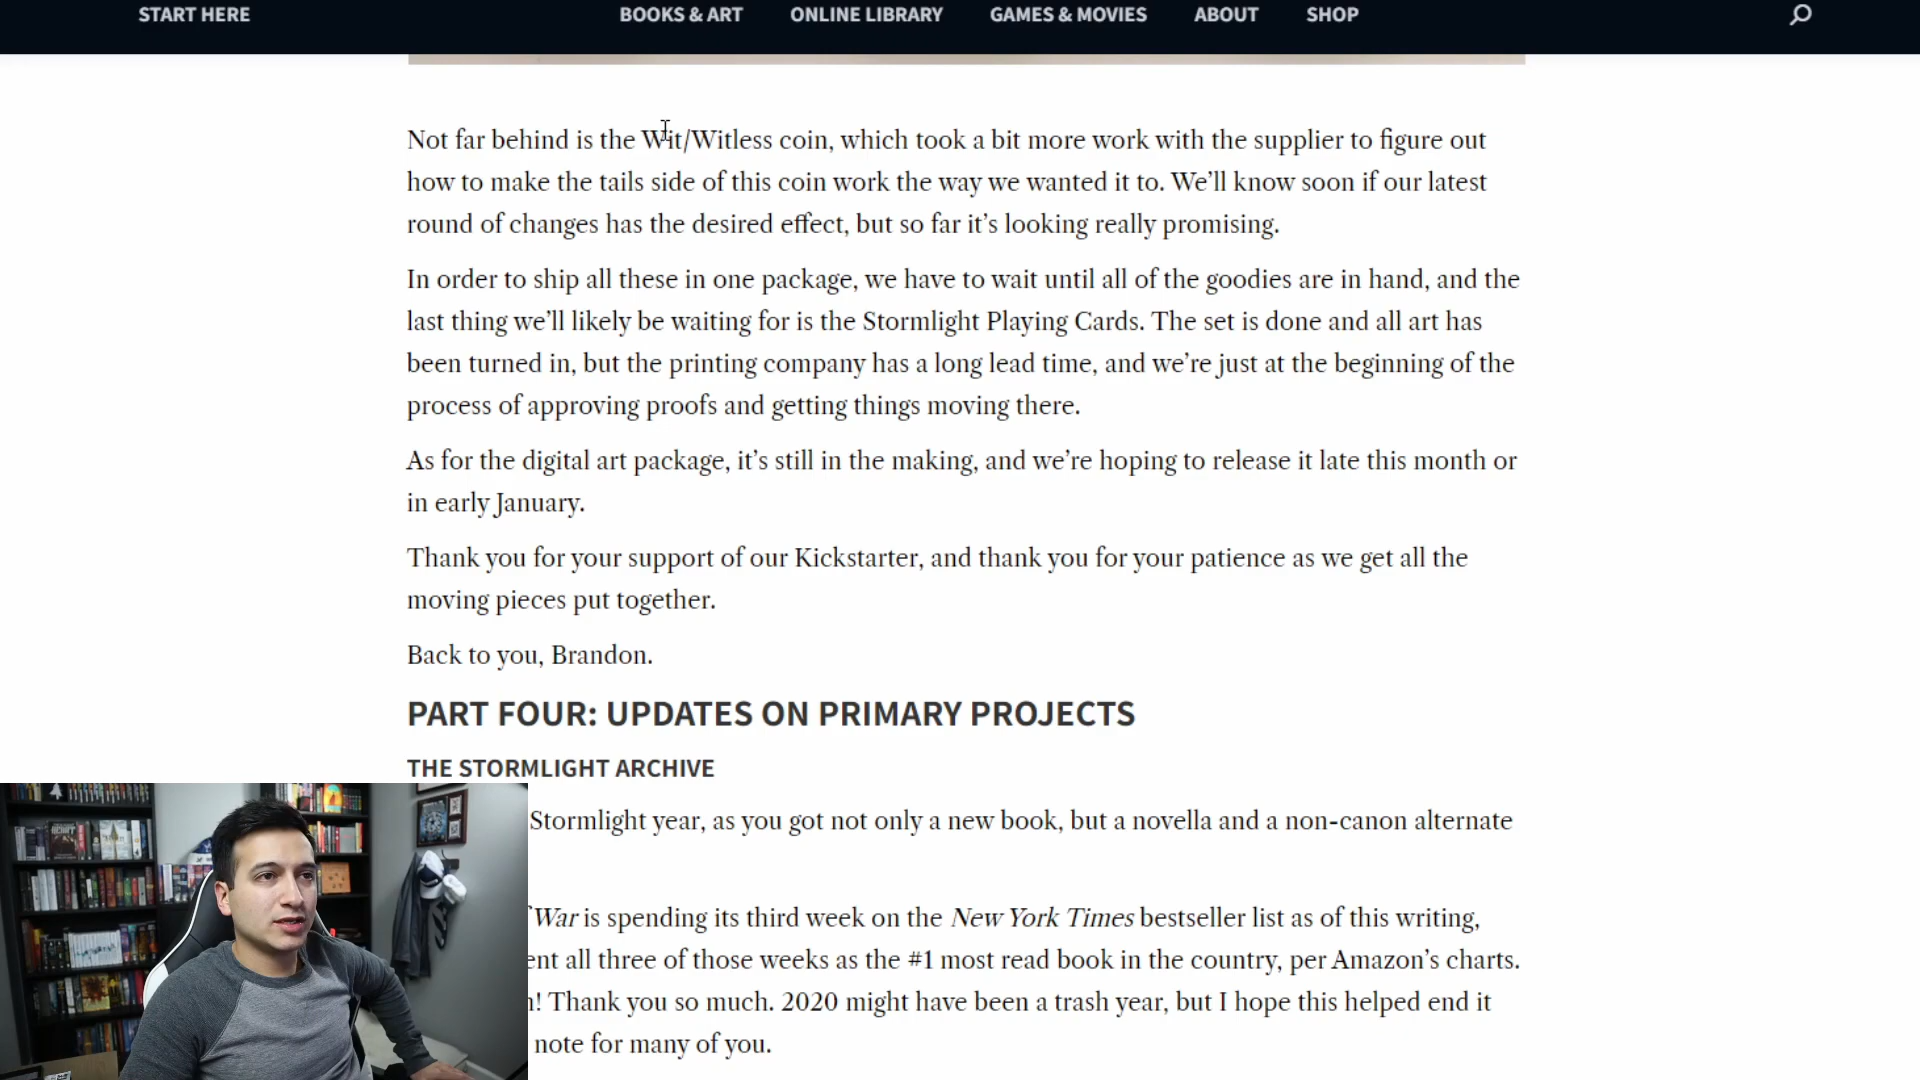 START HERE
BOOKS & ART
ONLINE LIBRARY
GAMES & MOVIES
ABOUT
SHOP
Not far behind is the Wit/Witless coin, which took a bit more work with the supplier to figure out
how to make the tails side of this coin work the way we wanted it to. We’ll know soon if our latest
round of changes has the desired effect, but so far it’s looking really promising.
In order to ship all these in one package, we have to wait until all of the goodies are in hand, and the
last thing we’ll likely be waiting for is the Stormlight Playing Cards. The set is done and all art has
been turned in, but the printing company has a long lead time, and we’re just at the beginning of the
process of approving proofs and getting things moving there.
As for the digital art package, it’s still in the making, and we’re hoping to release it late this month or
in early January.
Thank you for your support of our Kickstarter, and thank you for your patience as we get all the
moving pieces put together.
Back to you, Brandon.
PART FOUR: UPDATES ON PRIMARY PROJECTS
THE STORMLIGHT ARCHIVE
Stormlight year, as you got not only a new book, but a novella and a non-canon alternate
War is spending its third week on the New York Times bestseller list as of this writing,
ent all three of those weeks as the #1 most read book in the country, per Amazon’s charts.
! Thank you so much. 2020 might have been a trash year, but I hope this helped end it
note for many of you.